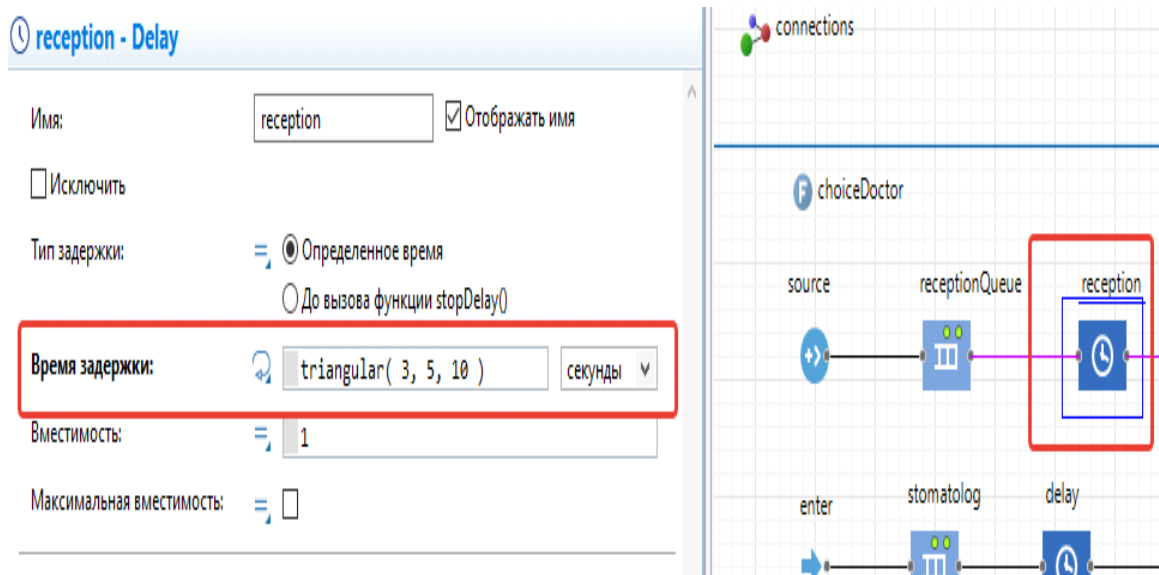 reception - Delay
Имя:
reception
Отображать имя
Исключить
Тип задержки:
Определенное время
До вызова функции stopDelay()
Время задержки:
triangular( 3, 5, 10 )
секунды
Вместимость:
1
Максимальная вместимость:
connections
F choiceDoctor
source
receptionQueue
reception
enter
stomatolog
delay